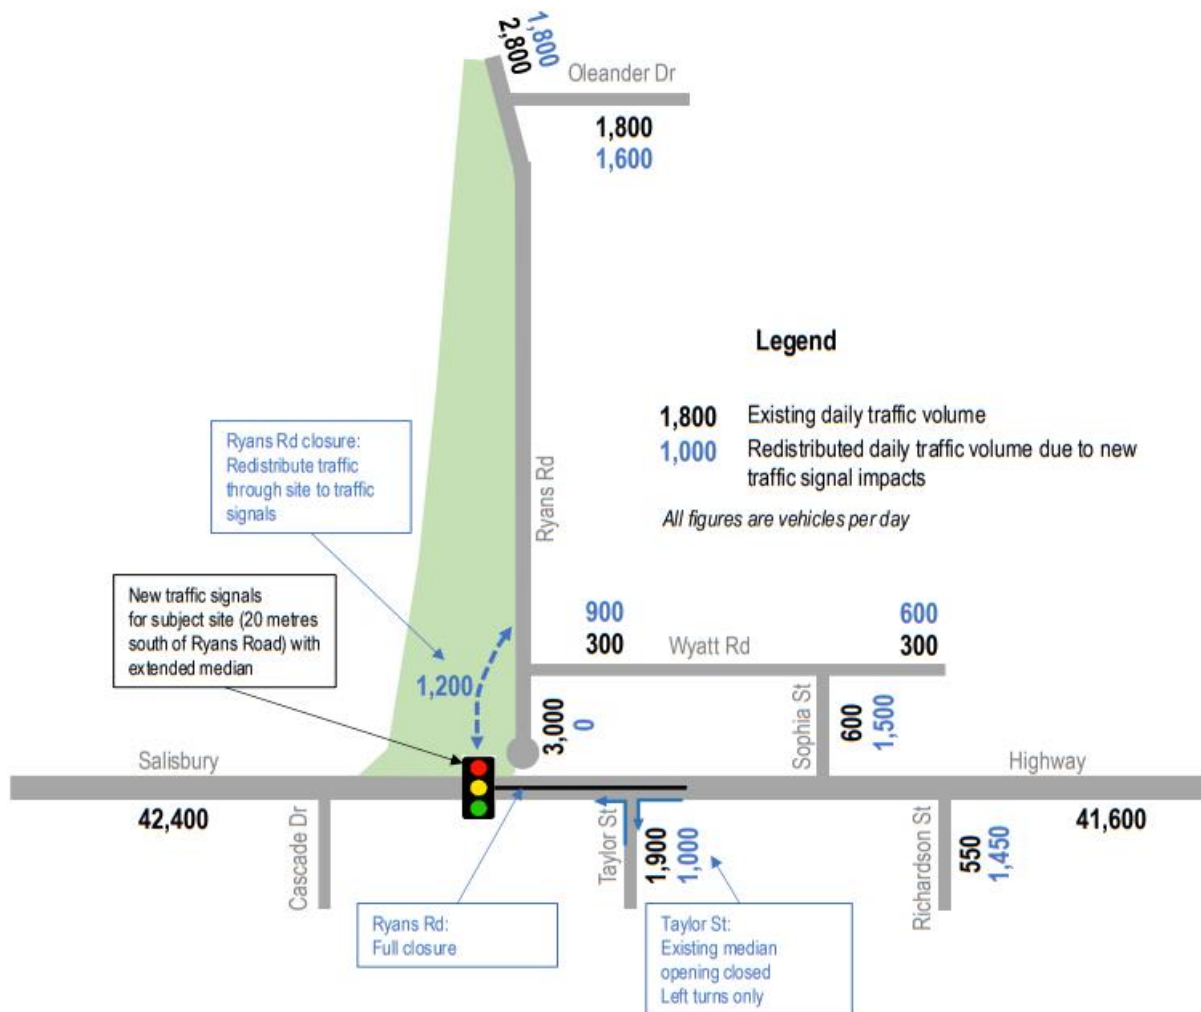 1,800
2,800
Oleander Dr
1,800
1,600
Legend
1,800 Existing daily traffic volume
1,000 Redistributed daily traffic volume due to new
traffic signal impacts
All figures are vehicles per day
Ryans Rd closure:
Redistribute traffic
through site to traffic
signals
Ryans Rd
New traffic signals
for subject site (20 metres
south of Ryans Road) with
extended median
1,200
900
300
Wyatt Rd
600
300
3,000
0
Sophia St
600
1,500
Salisbury
Highway
42,400
41,600
Cascade Dr
Taylor St
1,900
1,000
Richardson St
550
1,450
Ryans Rd:
Full closure
Taylor St:
Existing median
opening closed
Left turns only